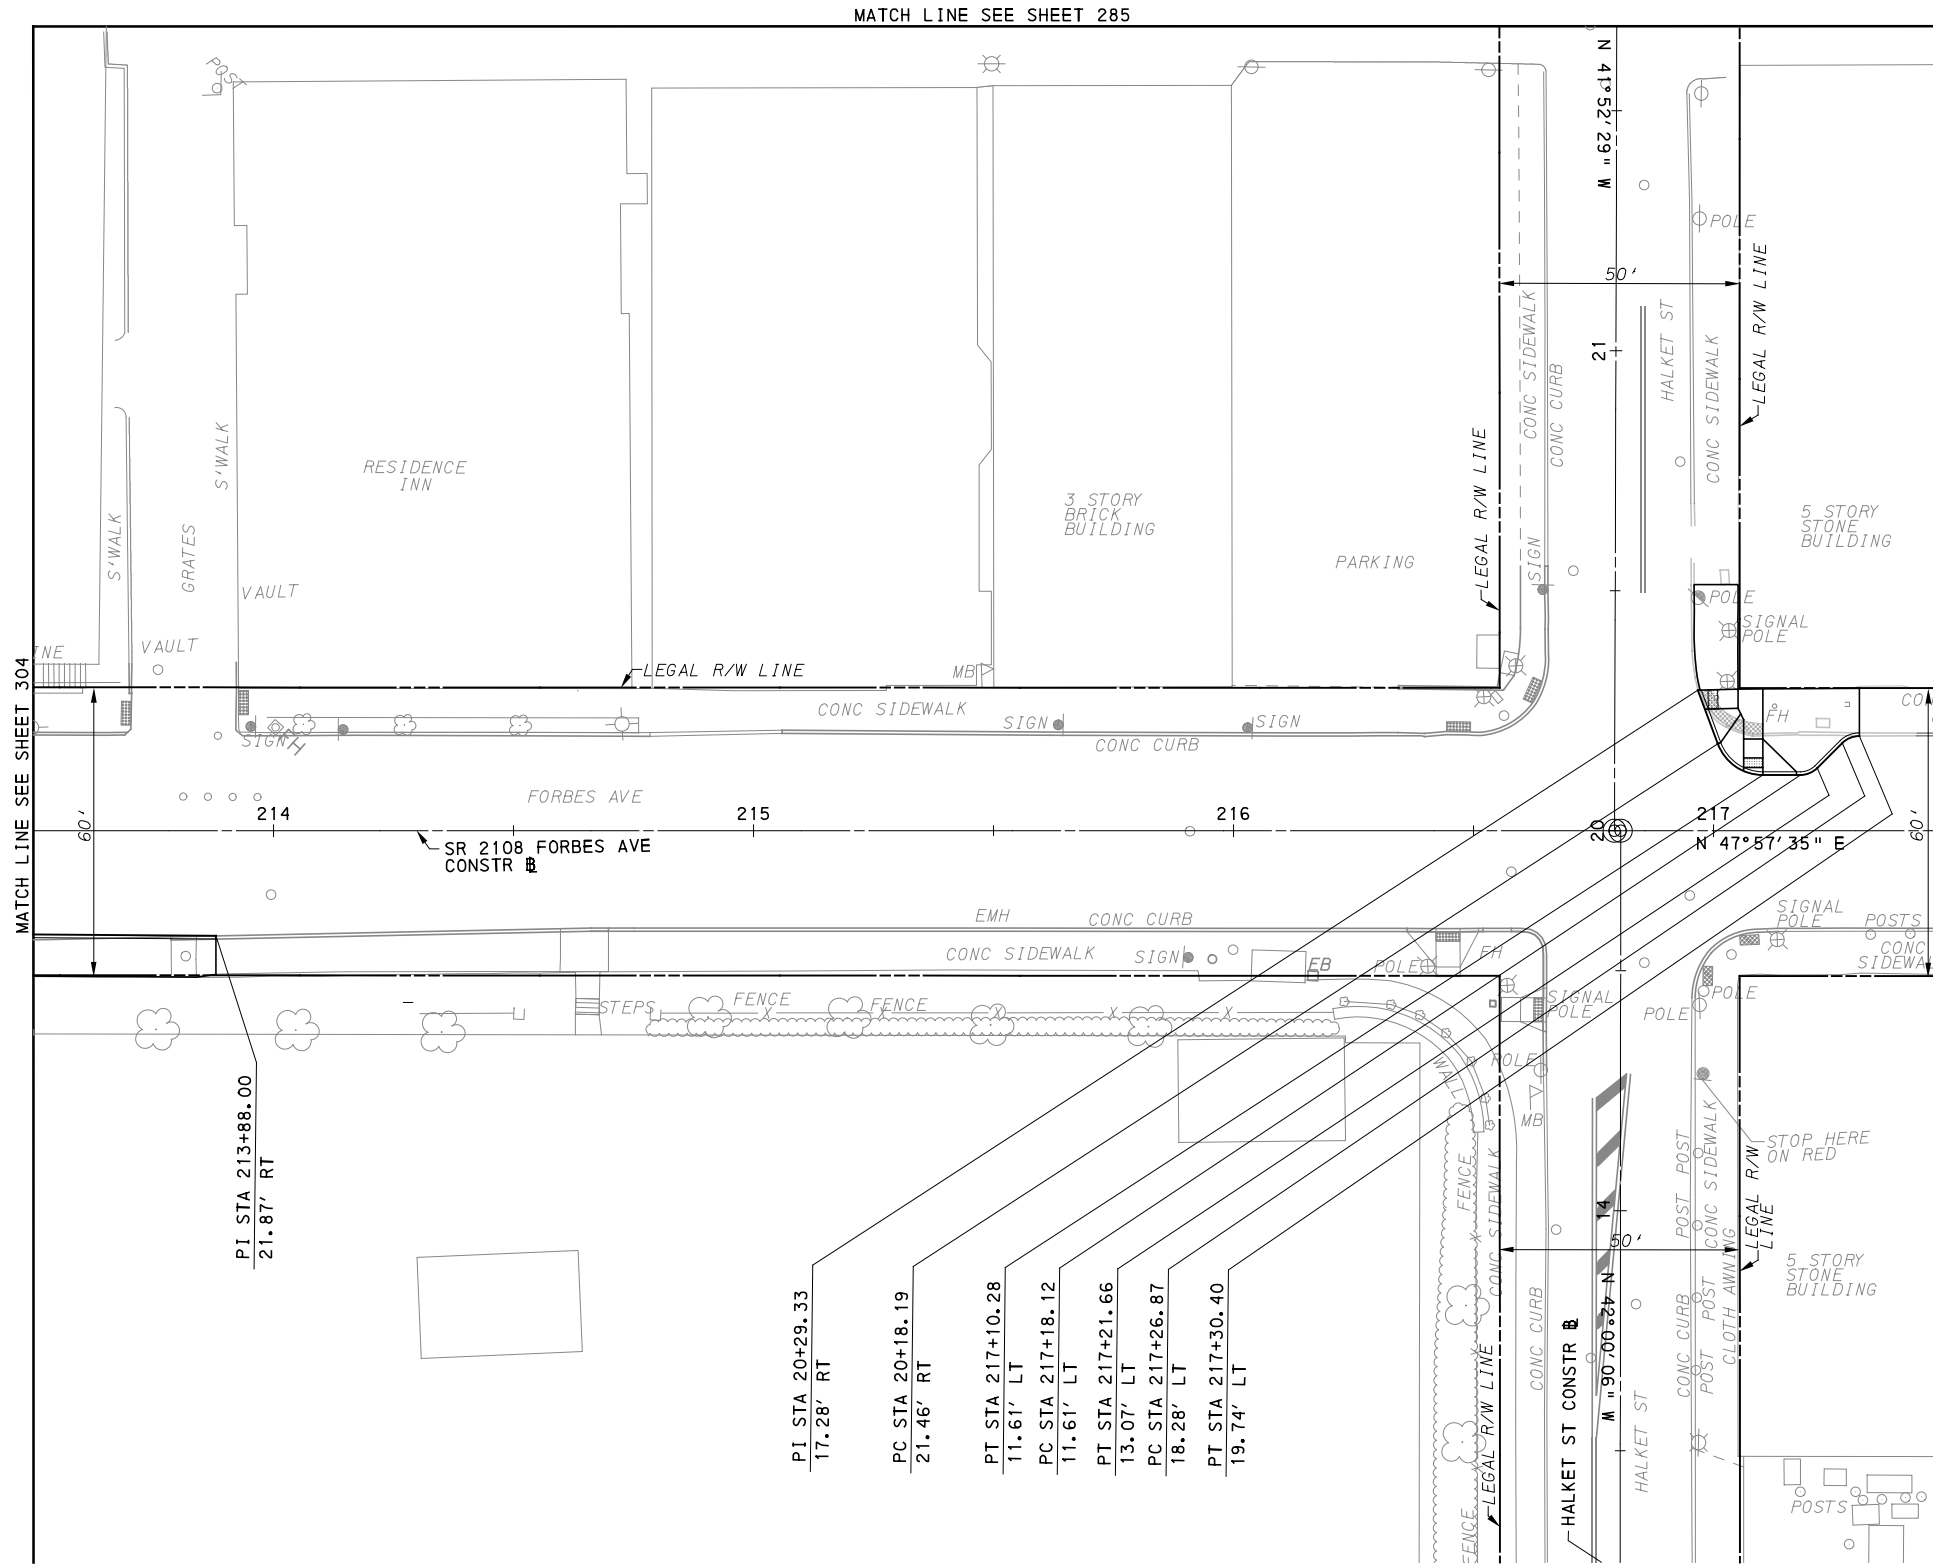 MATCH LINE SEE SHEET 285
POST
N 41°52'29" W
POLE
50'
LEGAL R/W LINE
HALKET ST
CONC SIDEWALK
CONC SIDEWALK
CONC CURB
21
S'WALK
RESIDENCE
INN
3 STORY
BRICK
BUILDING
5 STORY
STONE
BUILDING
LEGAL R/W LINE
S'WALK
GRATES
VAULT
PARKING
SIGN
POLE
SIGNAL
POLE
VAULT
INE
LEGAL R/W LINE
MB
MATCH LINE SEE SHEET 304
CONC SIDEWALK
SIGN
SIGN
SIGN
FH
CONC CURB
FH
CO
FORBES AVE
60'
214
215
216
20
217
N 47°57'35" E
60'
SR 2108 FORBES AVE
CONSTR BL
EMH
CONC CURB
SIGNAL
POLE
POSTS
CONC
SIDEWAL
CONC SIDEWALK
SIGN
EB
POLE
FH
STEPS
FENCE
X
FENCE
X
X
X
SIGNAL
POLE
POLE
POLE
POLE
WALL
MB
STOP HERE
ON RED
PI STA 213+88.00
21.87' RT
FENCE
X
CONC SIDEWALK
14
50'
POST
POST
CONC SIDEWALK
LEGAL R/W
LINE
5 STORY
STONE
BUILDING
PI STA 20+29.33
17.28' RT
PC STA 20+18.19
21.46' RT
PT STA 217+10.28
11.61' LT
PC STA 217+18.12
11.61' LT
PT STA 217+21.66
13.07' LT
PC STA 217+26.87
18.28' LT
PT STA 217+30.40
19.74' LT
CONC CURB
N 42°00'06" W
CONC CURB
POST
POST
POST
CLOTH AWNING
LEGAL R/W LINE
HALKET ST CONSTR BL
HALKET ST
FENCE
POSTS